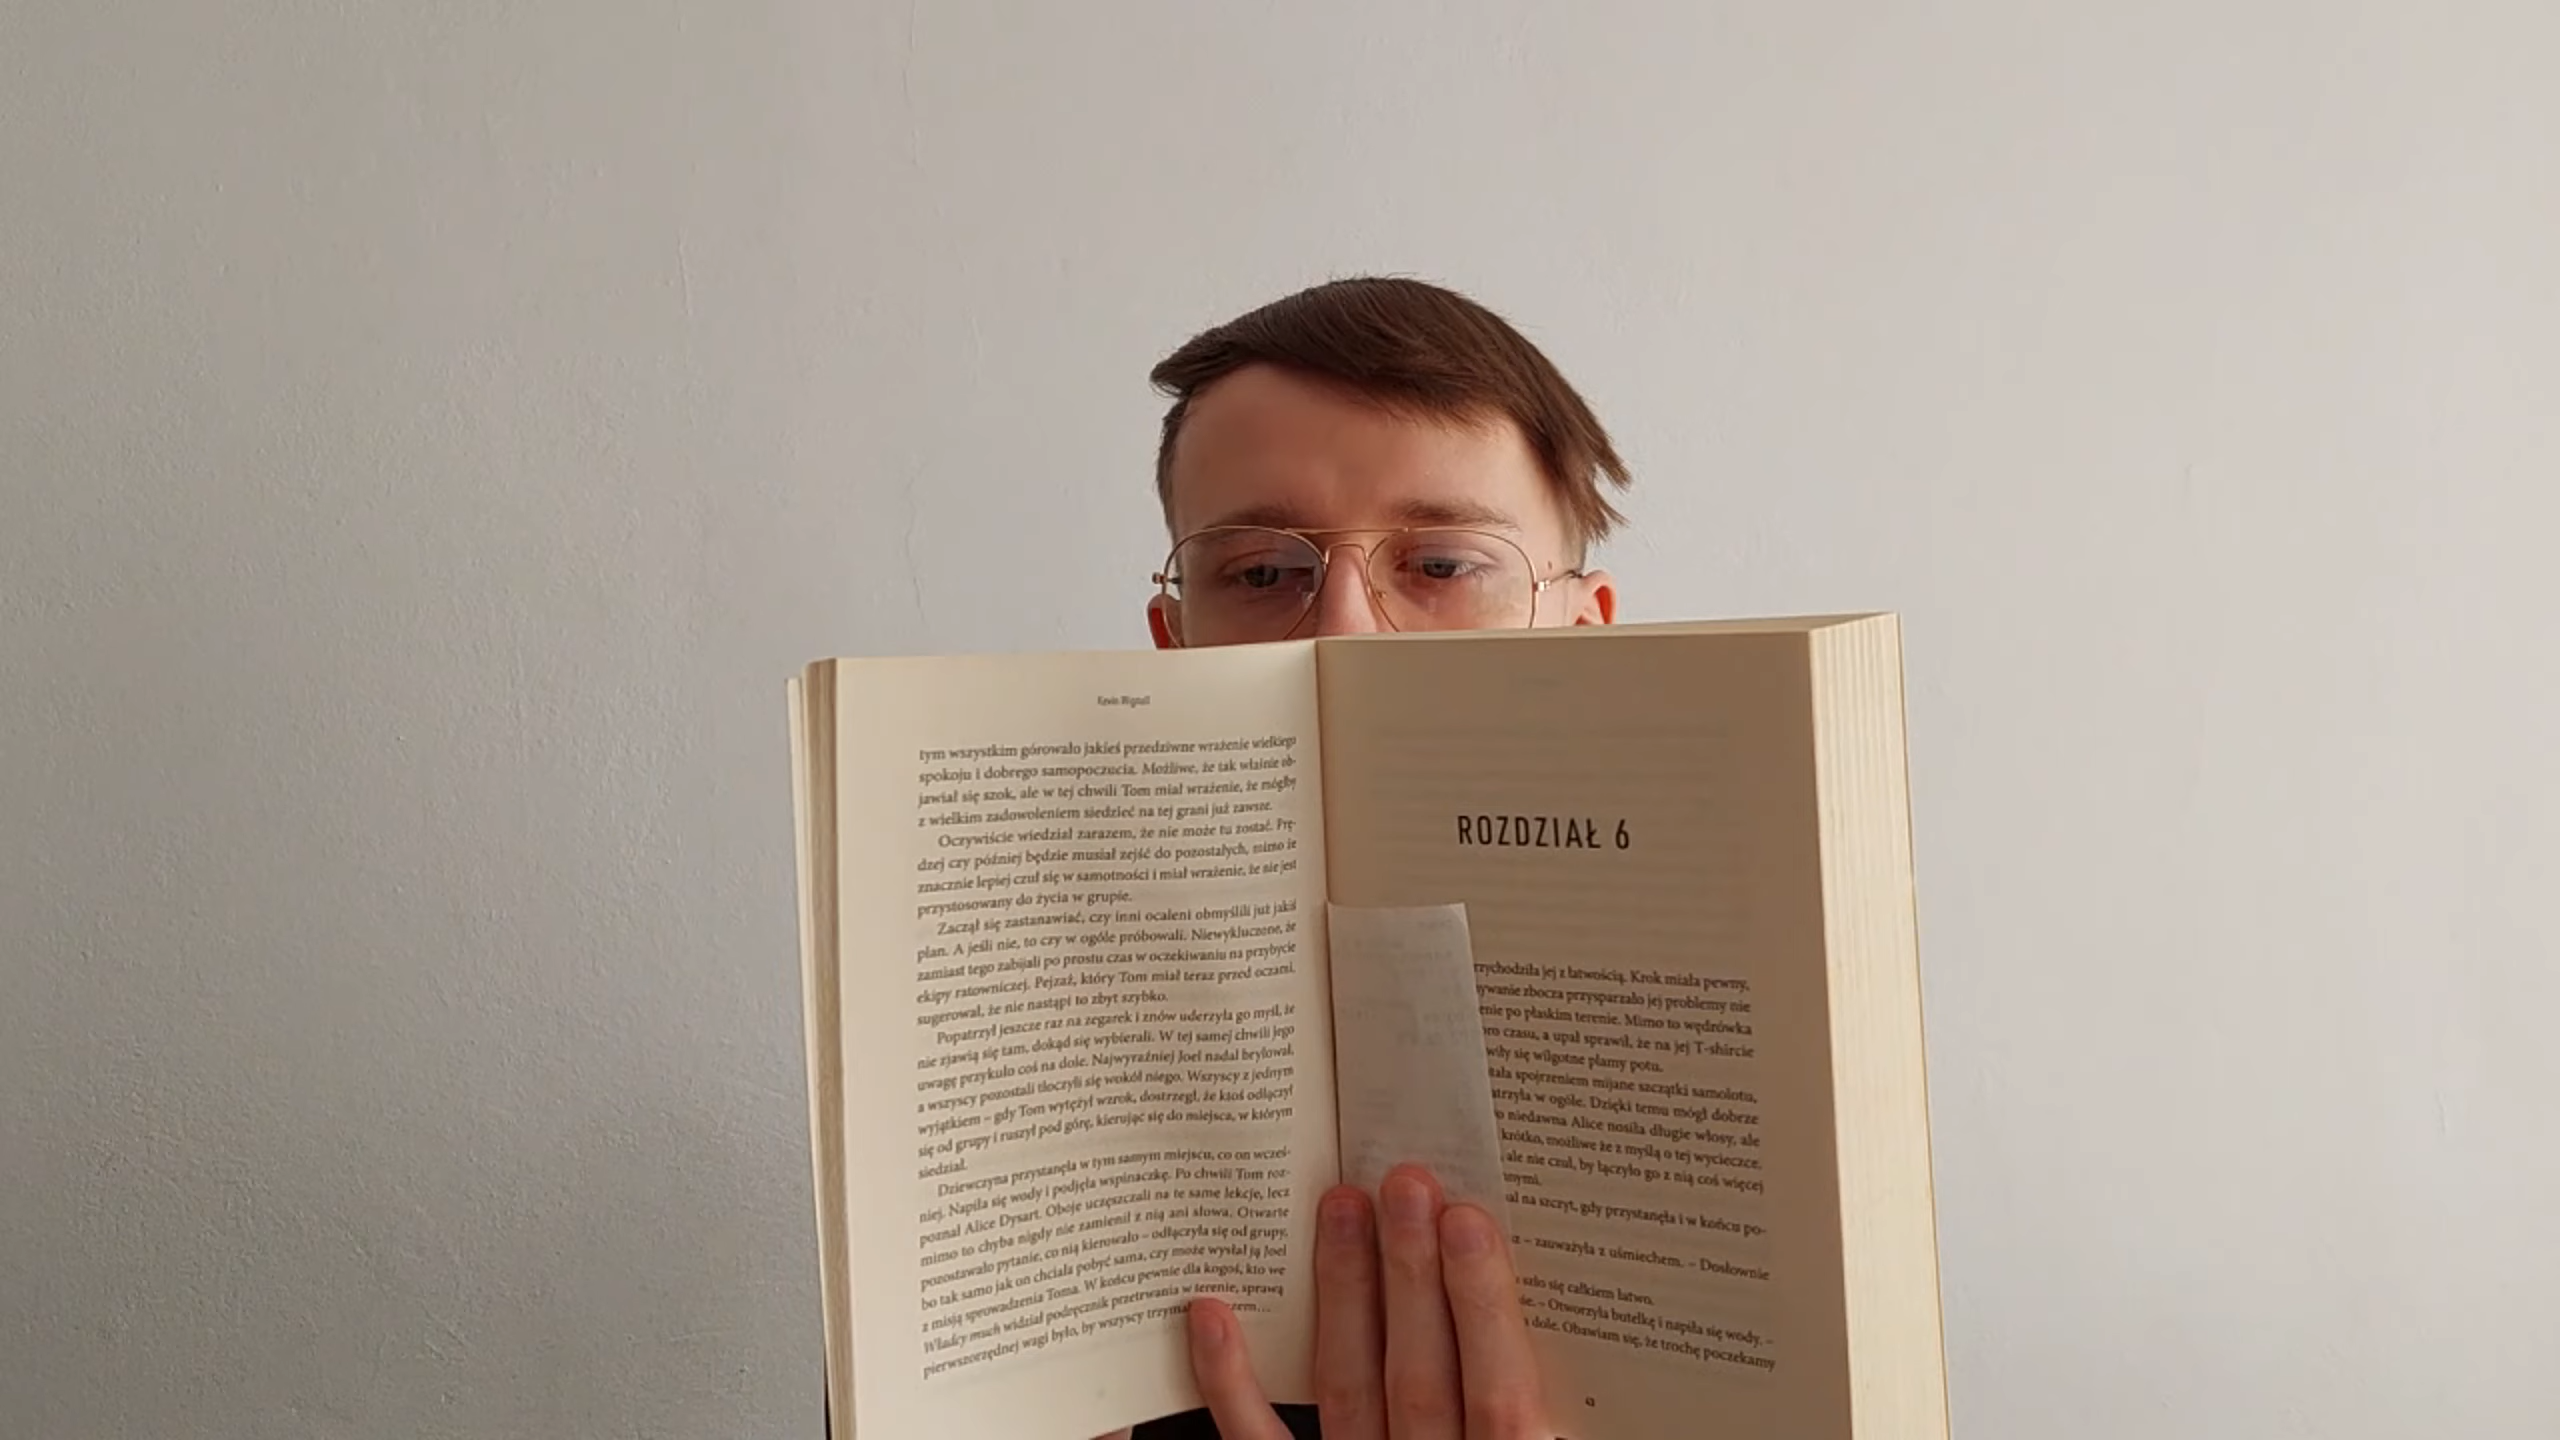 Kevin Wignall
tym wszystkim górowało jakieś przedziwne wrażenie wielkiego
spokoju i dobrego samopoczucia. Możliwe, że tak właśnie ob-
jawiał się szok, ale w tej chwili Tom miał wrażenie, że mógłby
z wielkim zadowoleniem siedzieć na tej grani już zawsze.
Oczywiście wiedział zarazem, że nie może tu zostać. Prę-
dzej czy później będzie musiał zejść do pozostałych, mimo że
znacznie lepiej czuł się w samotności i miał wrażenie, że nie jest
przystosowany do życia w grupie.
Zaczął się zastanawiać, czy inni ocaleni obmyślili już jakiś
plan. A jeśli nie, to czy w ogóle próbowali. Niewykluczone, że
zamiast tego zabijali po prostu czas w oczekiwaniu na przybycie
ekipy ratowniczej. Pejzaż, który Tom miał teraz przed oczami,
sugerował, że nie nastąpi to zbyt szybko.
Popatrzył jeszcze raz na zegarek i znów uderzyła go myśl, że
nie zjawią się tam, dokąd się wybierali. W tej samej chwili jego
uwagę przykuło coś na dole. Najwyraźniej Joel nadal brylował,
a wszyscy pozostali tłoczyli się wokół niego. Wszyscy z jednym
wyjątkiem – gdy Tom wytężył wzrok, dostrzegł, że ktoś odłączył
się od grupy i ruszył pod górę, kierując się do miejsca, w którym
siedział.
Dziewczyna przystanęła w tym samym miejscu, co on wcześ-
niej. Napiła się wody i podjęła wspinaczkę. Po chwili Tom roz-
poznał Alice Dysart. Oboje uczęszczali na te same lekcje, lecz
mimo to chyba nigdy nie zamienił z nią ani słowa. Otwarte
pozostawało pytanie, co nią kierowało – odłączyła się od grupy,
bo tak samo jak on chciała pobyć sama, czy może wysłał ją Joel
z misją sprowadzenia Toma. W końcu pewnie dla kogoś, kto we
Władcy much widział podręcznik przetrwania w terenie, sprawą
pierwszorzędnej wagi było, by wszyscy trzymali
ROZDZIAŁ 6
rzychodziła jej z łatwością. Krok miała pewny,
ywanie zbocza przysparzało jej problemy nie
enie po płaskim terenie. Mimo to wędrówka
oro czasu, a upał sprawił, że na jej T-shircie
wiły się wilgotne plamy potu.
tała spojrzeniem mijane szczątki samolotu,
atrzyła w ogóle. Dzięki temu mógł dobrze
o niedawna Alice nosiła długie włosy, ale
krótko, możliwe że z myślą o tej wycieczce.
ale nie czuł, by łączyło go z nią coś więcej
nnymi.
ał na szczyt, gdy przystanęła i w końcu po-
– zauważyła z uśmiechem. – Dosłownie
szło się całkiem łatwo.
ie. – Otworzyła butelkę i napiła się wody. –
dole. Obawiam się, że trochę poczekamy